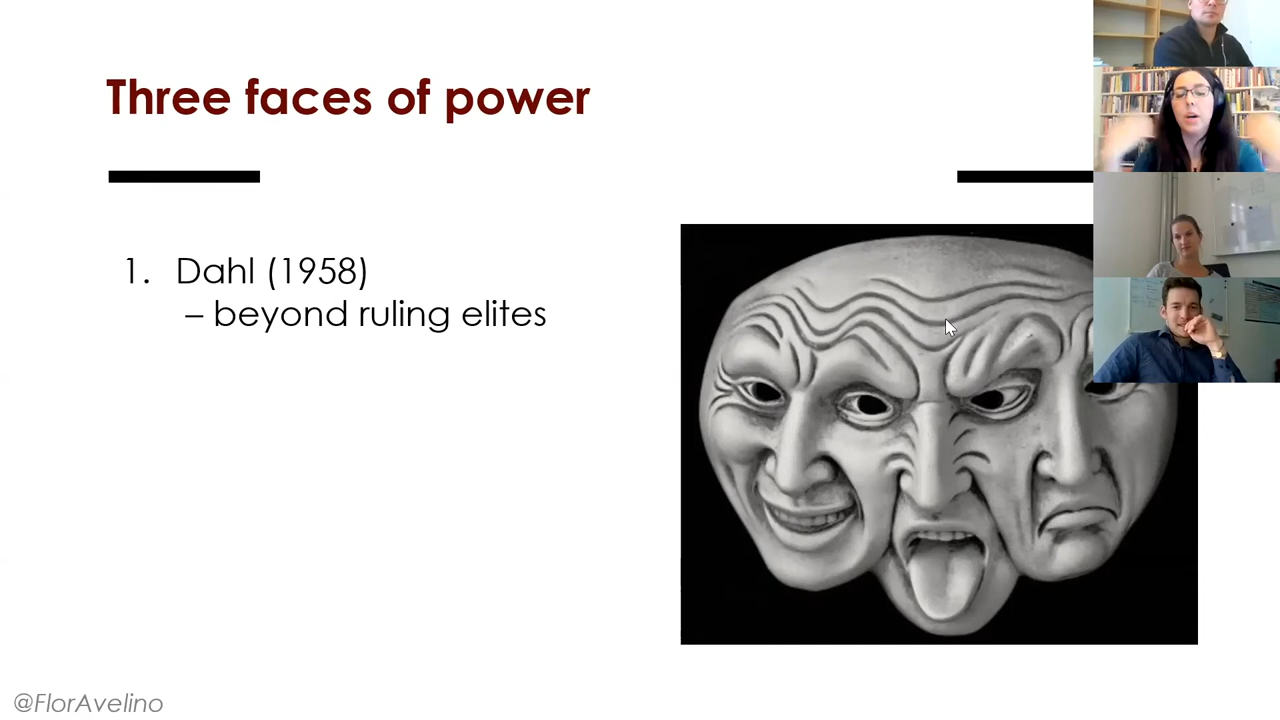 Three faces of power
1. Dahl (1958)
– beyond ruling elites
@FlorAvelino